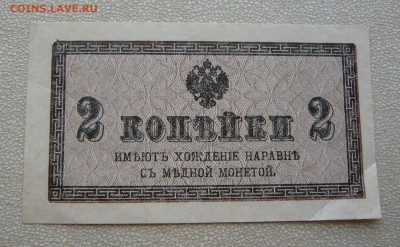 COINS.LAVE.RU
2 КОПѢЙКИ 2
ИМѢЮТЪ ХОЖДЕНІЕ НАРАВНѢ
СЪ МѢДНОЙ МОНЕТОЙ.